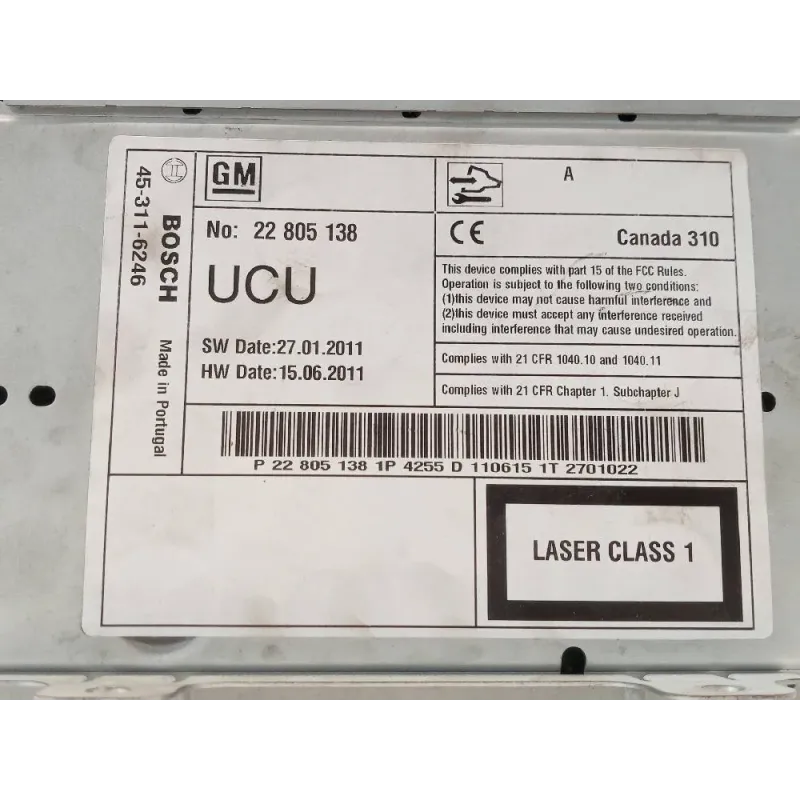 BOSCH
45-311-6246
Made in Portugal
GM
A
No: 22 805 138
UCU
SW Date:27.01.2011
HW Date:15.06.2011
CE
Canada 310
This device complies with part 15 of the FCC Rules.
Operation is subject to the following two conditions:
(1)this device may not cause harmful interference and
(2)this device must accept any interference received
including interference that may cause undesired operation.
Complies with 21 CFR 1040.10 and 1040.11
Complies with 21 CFR Chapter 1. Subchapter J
P 22 805 138 1P 4255 D 110615 1T 2701022
LASER CLASS 1